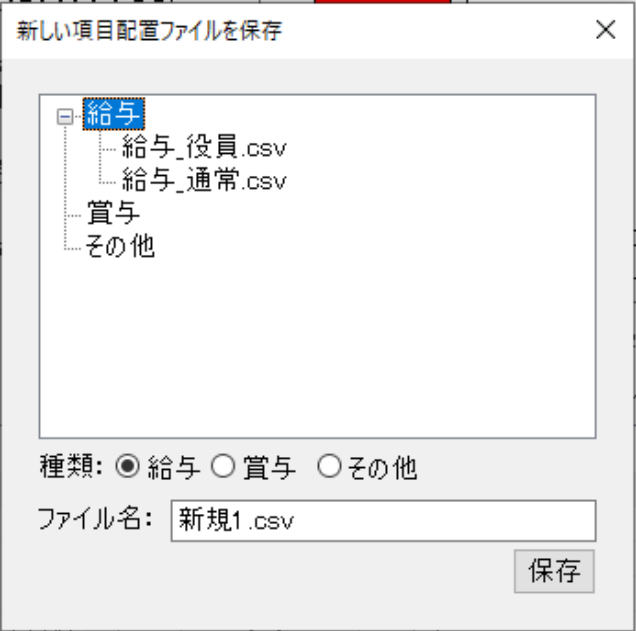 新しい項目配置ファイルを保存
給与
給与_役員.csv
給与_通常.csv
賞与
その他
種類: 給与 賞与 その他
ファイル名: 新規1.csv
保存